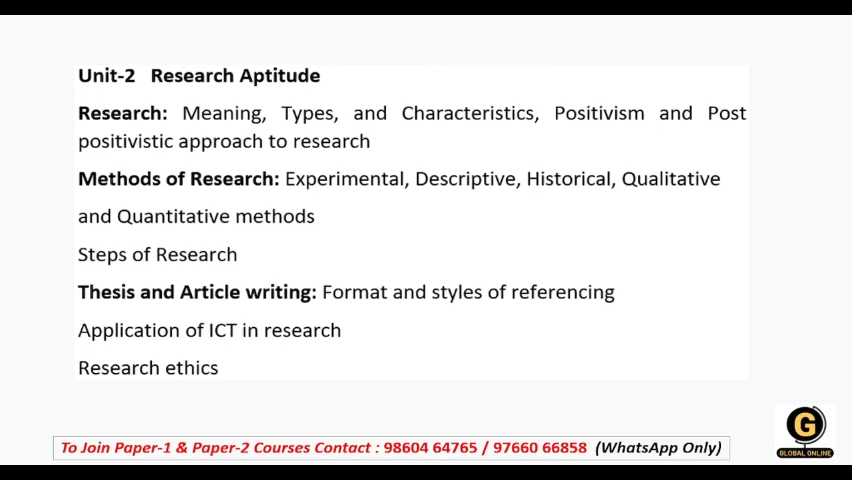 Unit-2 Research Aptitude
Research: Meaning, Types, and Characteristics, Positivism and Post
positivistic approach to research
Methods of Research: Experimental, Descriptive, Historical, Qualitative
and Quantitative methods
Steps of Research
Thesis and Article writing: Format and styles of referencing
Application of ICT in research
Research ethics
To Join Paper-1 & Paper-2 Courses Contact : 98604 64765 / 97660 66858 (WhatsApp Only)
G
GLOBAL ONLINE